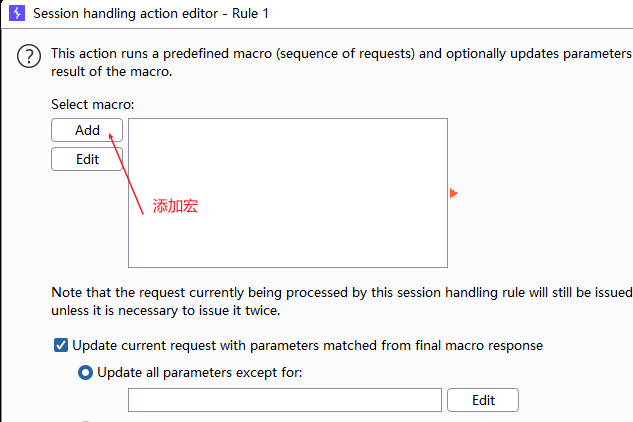 Session handling action editor - Rule 1
This action runs a predefined macro (sequence of requests) and optionally updates parameters
result of the macro.
Select macro:
Add
Edit
添加宏
Note that the request currently being processed by this session handling rule will still be issued
unless it is necessary to issue it twice.
Update current request with parameters matched from final macro response
Update all parameters except for:
Edit